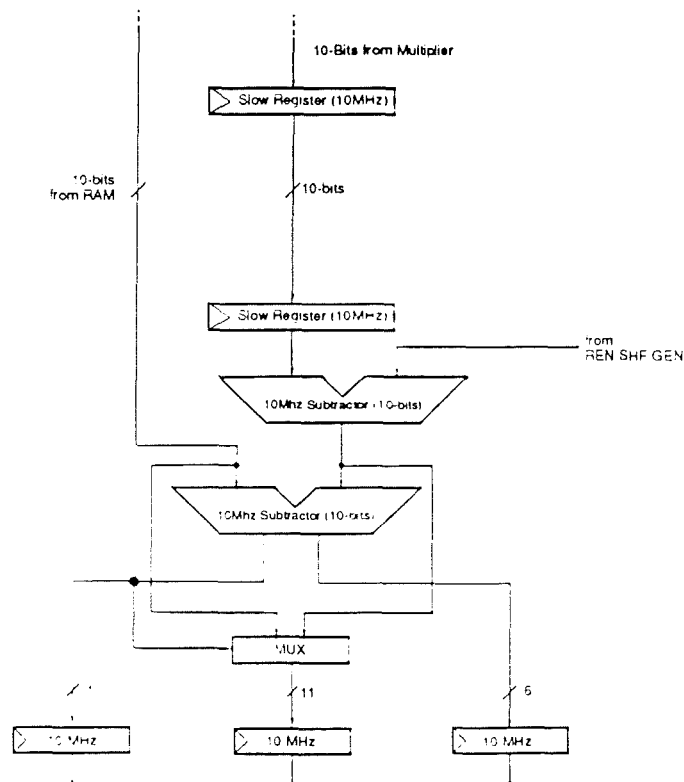 10-Bits from Multiplier
Slow Register (10MHz)
10-bits
from RAM
10-bits
Slow Register (10MHz)
from
REN SHF GEN
10Mhz Subtractor (10-bits)
10Mhz Subtractor (10-bits)
MUX
11
6
10 MHz
10 MHz
10 MHz